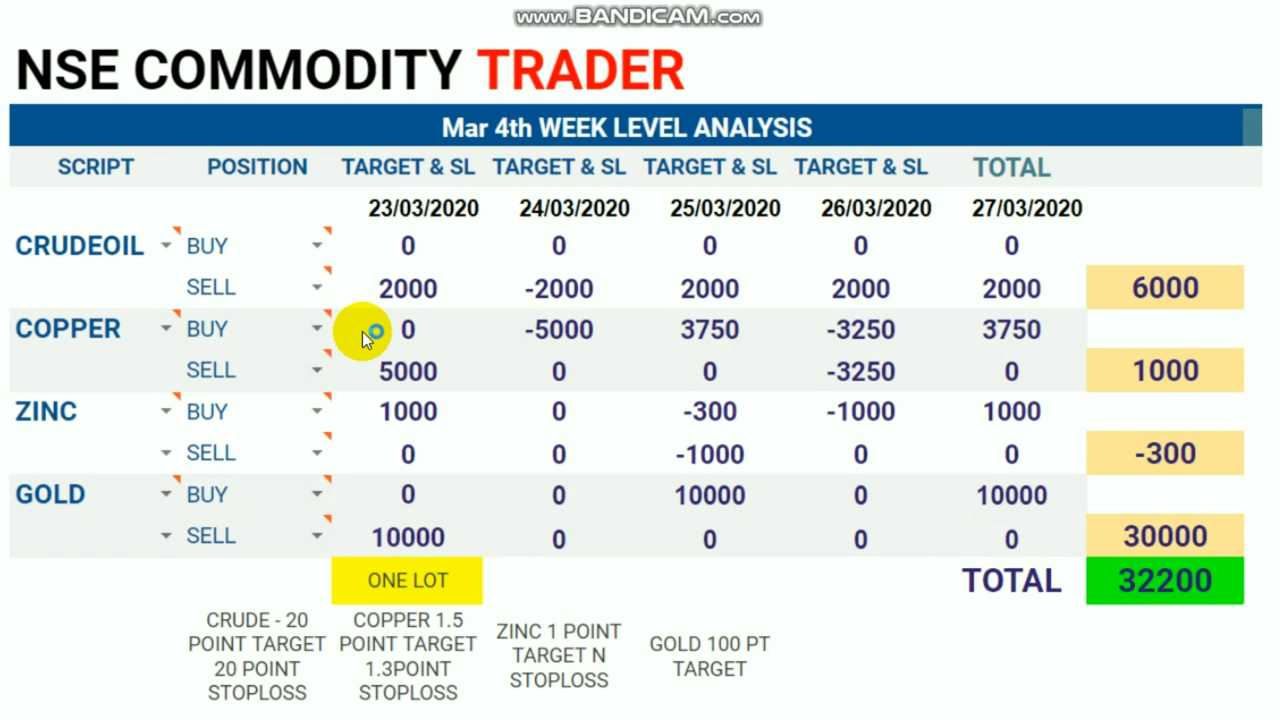 www.BANDICAM.com
NSE COMMODITY TRADER
Mar 4th WEEK LEVEL ANALYSIS
SCRIPT POSITION TARGET & SL TARGET & SL TARGET & SL TARGET & SL TOTAL
23/03/2020 24/03/2020 25/03/2020 26/03/2020 27/03/2020
CRUDEOIL BUY 0 0 0 0 0
SELL 2000 -2000 2000 2000 2000 6000
COPPER BUY 0 -5000 3750 -3250 3750
SELL 5000 0 0 -3250 0 1000
ZINC BUY 1000 0 -300 -1000 1000
SELL 0 0 -1000 0 0 -300
GOLD BUY 0 0 10000 0 10000
SELL 10000 0 0 0 0 30000
ONE LOT TOTAL 32200
CRUDE - 20
POINT TARGET
20 POINT
STOPLOSS
COPPER 1.5
POINT TARGET
1.3POINT
STOPLOSS
ZINC 1 POINT
TARGET N
STOPLOSS
GOLD 100 PT
TARGET